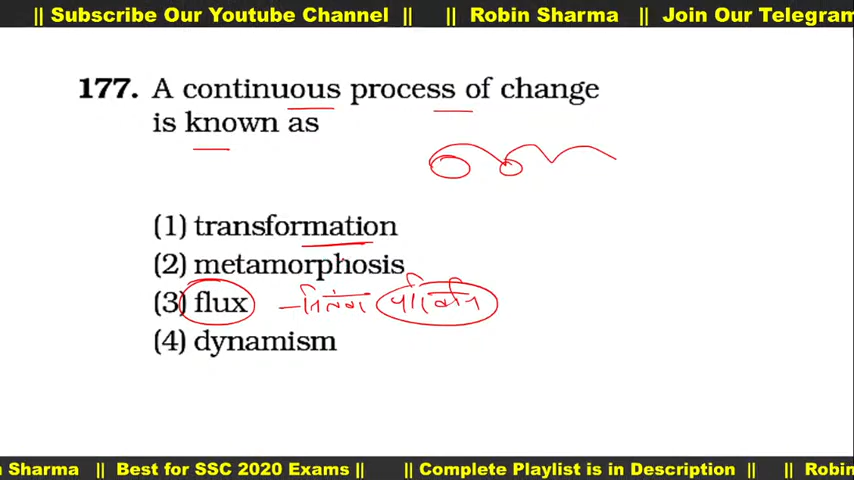 || Subscribe Our Youtube Channel || || Robin Sharma || Join Our Telegram
177. A continuous process of change
is known as
(1) transformation
(2) metamorphosis
(3) flux
(4) dynamism
n Sharma || Best for SSC 2020 Exams || || Complete Playlist is in Description || || Robin